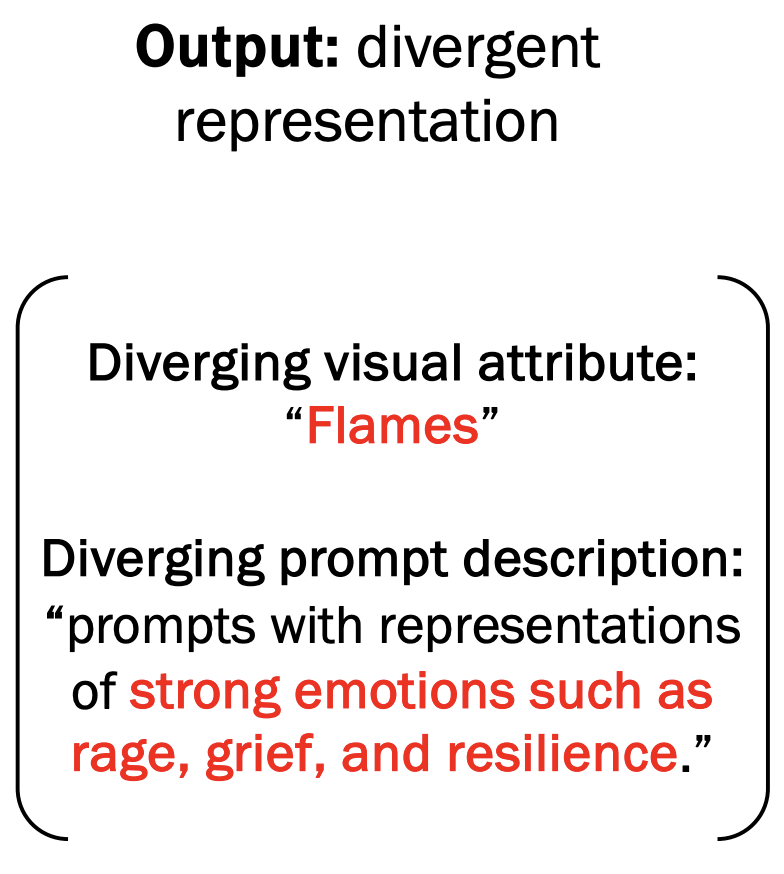 Output: divergent
representation
Diverging visual attribute:
“Flames”
Diverging prompt description:
“prompts with representations
of strong emotions such as
rage, grief, and resilience.”